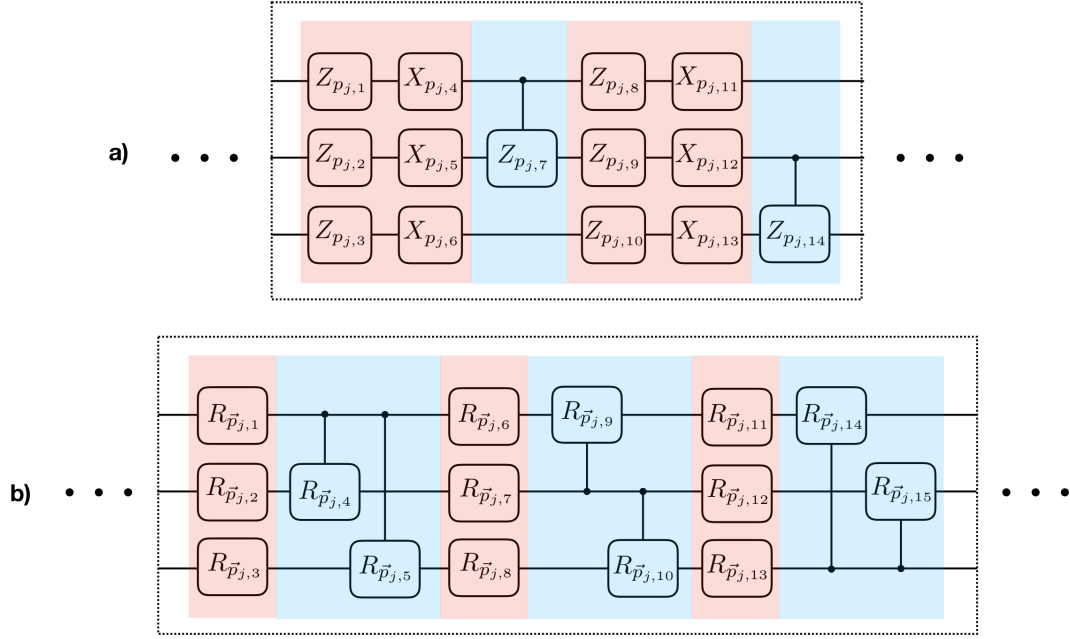 a)
Z_{p_{j,1}} X_{p_{j,4}} Z_{p_{j,8}} X_{p_{j,11}}
Z_{p_{j,2}} X_{p_{j,5}} Z_{p_{j,7}} Z_{p_{j,9}} X_{p_{j,12}}
Z_{p_{j,3}} X_{p_{j,6}} Z_{p_{j,10}} X_{p_{j,13}} Z_{p_{j,14}}
b)
R_{\vec{p}_{j,1}} R_{\vec{p}_{j,6}} R_{\vec{p}_{j,9}} R_{\vec{p}_{j,11}} R_{\vec{p}_{j,14}}
R_{\vec{p}_{j,2}} R_{\vec{p}_{j,4}} R_{\vec{p}_{j,7}} R_{\vec{p}_{j,12}} R_{\vec{p}_{j,15}}
R_{\vec{p}_{j,3}} R_{\vec{p}_{j,5}} R_{\vec{p}_{j,8}} R_{\vec{p}_{j,10}} R_{\vec{p}_{j,13}}